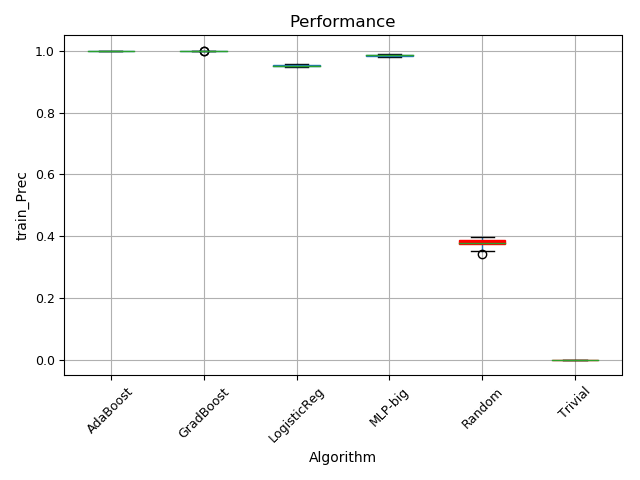 Performance
train_Prec
1.0
0.8
0.6
0.4
0.2
0.0
AdaBoost
GradBoost
LogisticReg
MLP-big
Random
Trivial
Algorithm